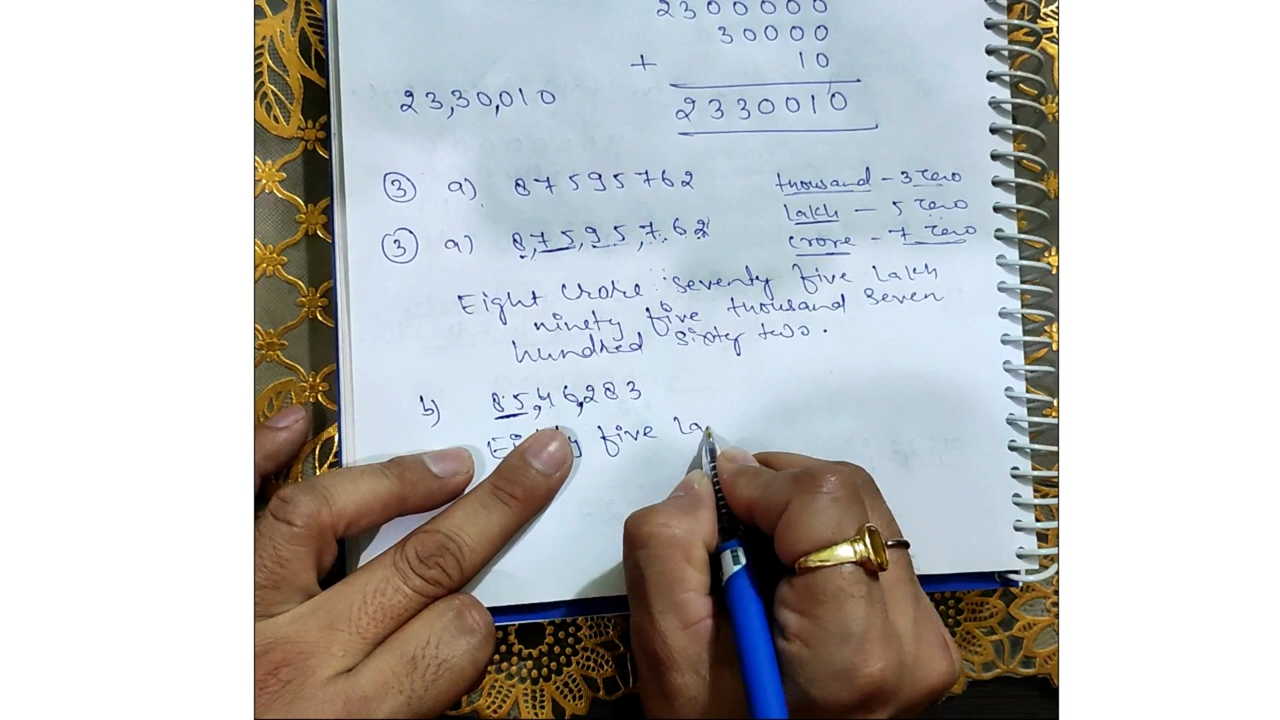 2300000
30000
+ 10
23,30,010
2330010
③ a) 87595762
thousand - 3 zero
lakh - 5 zero
crore - 7 zero
③ a) 8,75,95,762
Eight crore seventy five lakh
ninety five thousand seven
hundred sixty two.
b) 85,46,283
five La